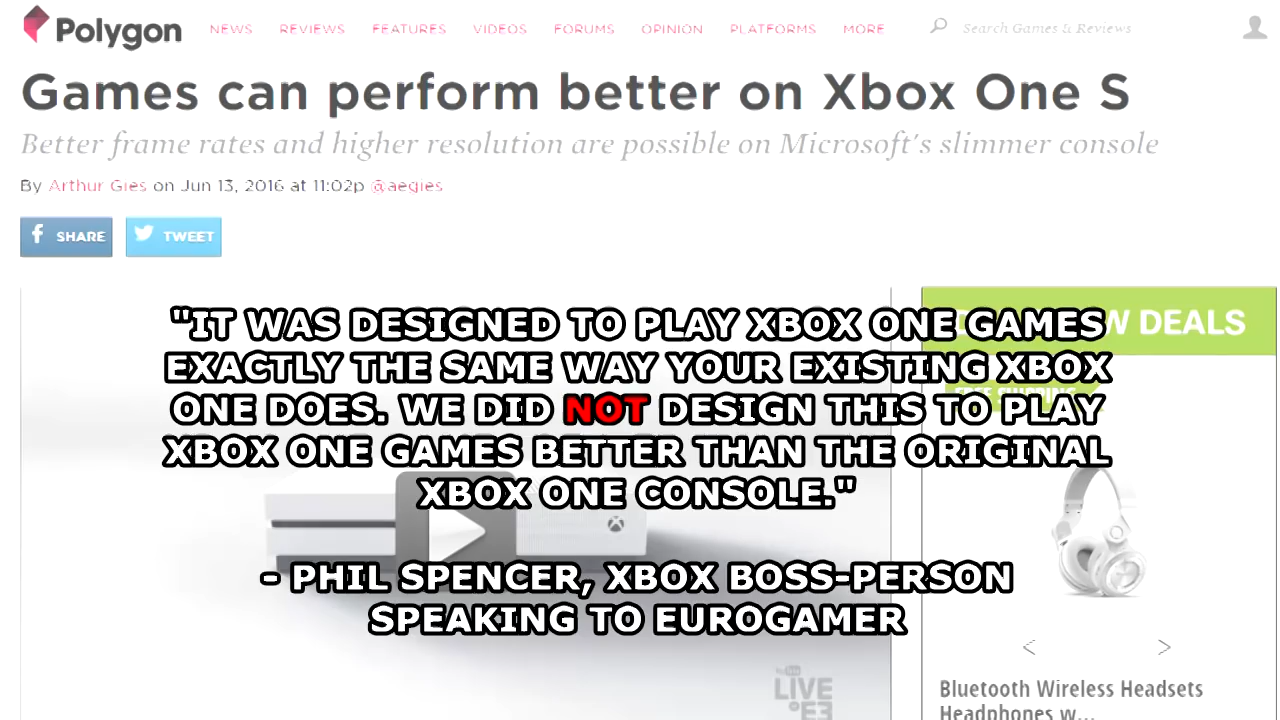 Polygon NEWS REVIEWS FEATURES VIDEOS FORUMS OPINION PLATFORMS MORE Search Games & Reviews
Games can perform better on Xbox One S
Better frame rates and higher resolution are possible on Microsoft's slimmer console
By Arthur Gies on Jun 13, 2016 at 11:02p @aegies
SHARE TWEET
W DEALS
FREE SHIPPING
"IT WAS DESIGNED TO PLAY XBOX ONE GAMES
EXACTLY THE SAME WAY YOUR EXISTING XBOX
ONE DOES. WE DID NOT DESIGN THIS TO PLAY
XBOX ONE GAMES BETTER THAN THE ORIGINAL
XBOX ONE CONSOLE."
- PHIL SPENCER, XBOX BOSS-PERSON
SPEAKING TO EUROGAMER
< >
LIVE
E3
Bluetooth Wireless Headsets
Headphones w...